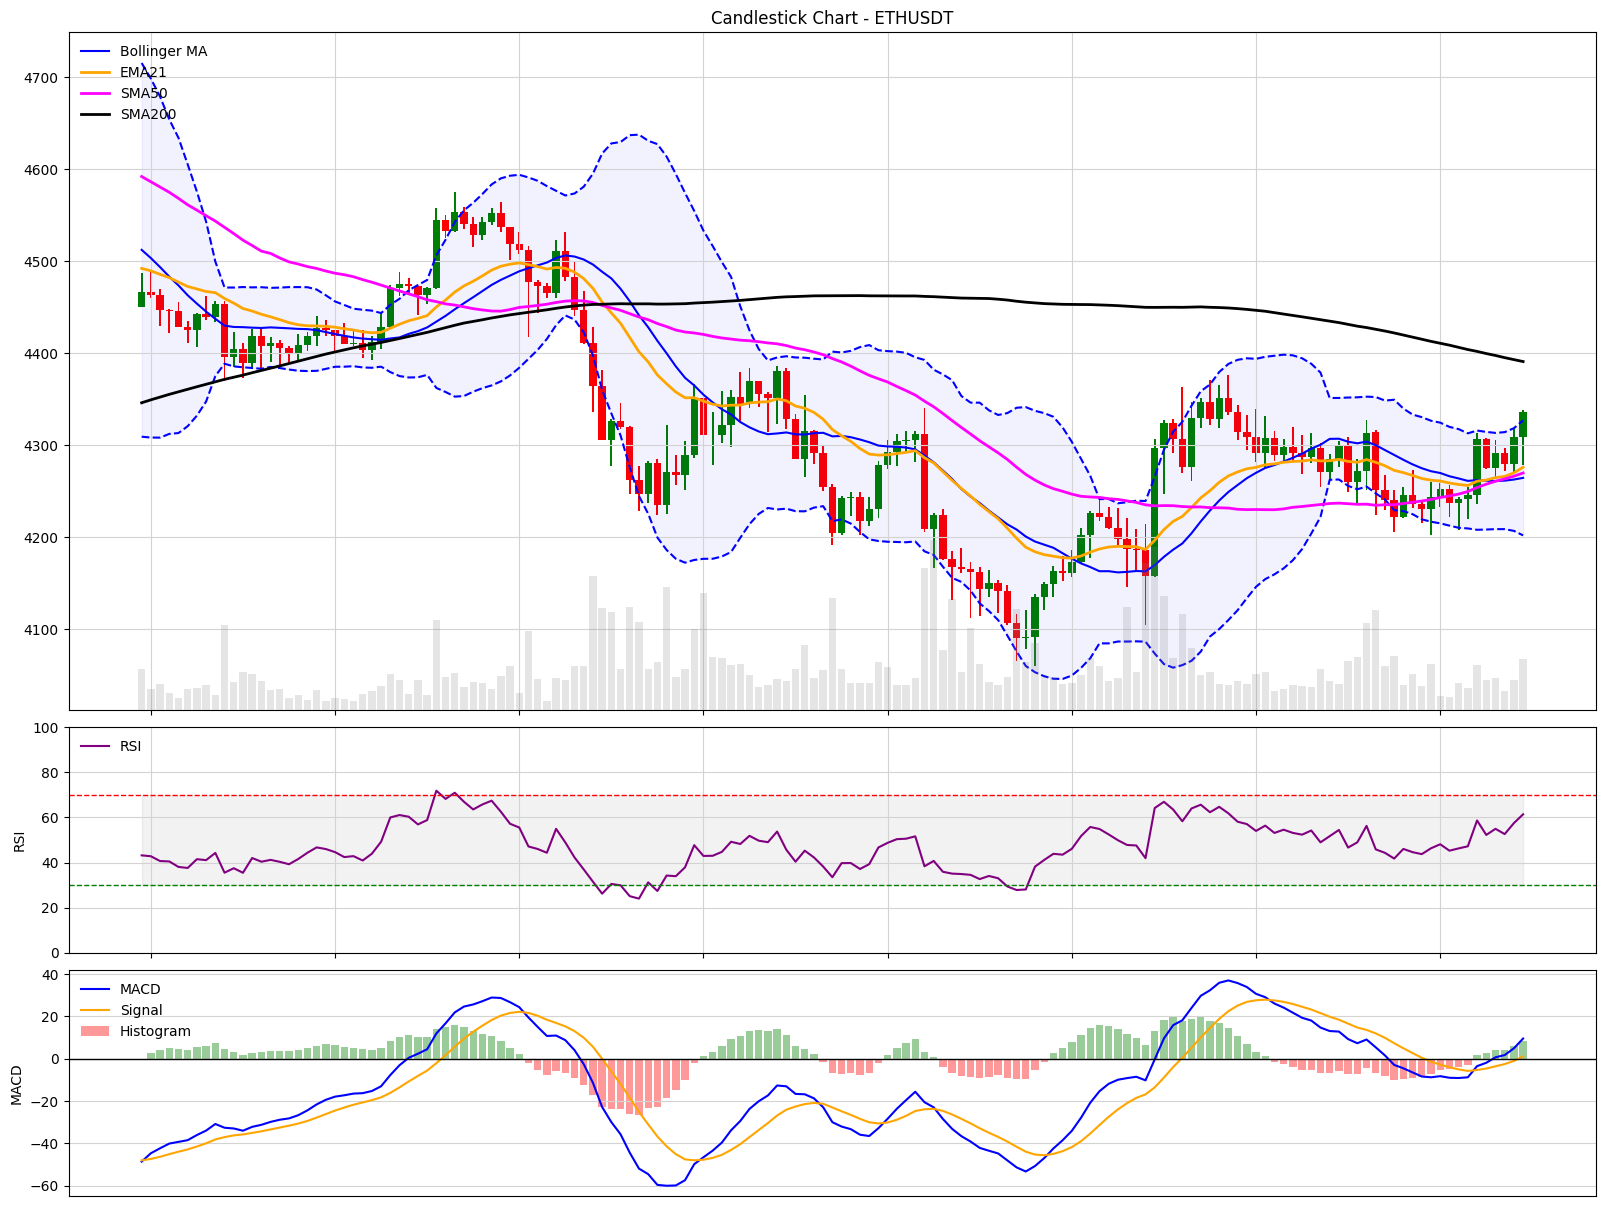 Candlestick Chart - ETHUSDT
Bollinger MA
EMA21
SMA50
SMA200
4700
4600
4500
4400
4300
4200
4100
RSI
100
80
60
40
20
0
RSI
MACD
Signal
Histogram
40
20
0
−20
−40
−60
MACD